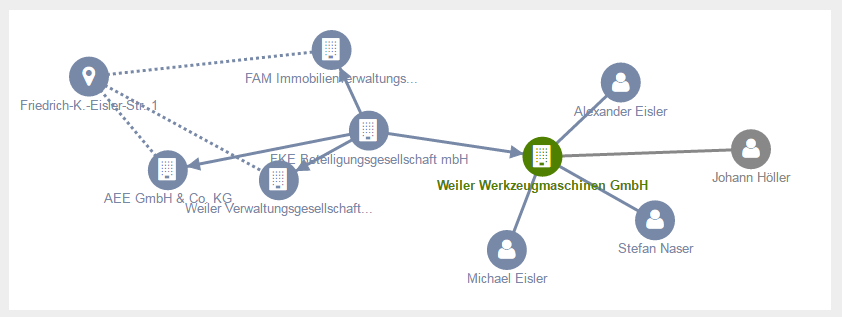 FAM Immobilienverwaltungs...
Friedrich-K.-Eisler-Str. 1
Alexander Eisler
FKE Beteiligungsgesellschaft mbH
Johann Höller
Weiler Werkzeugmaschinen GmbH
AEE GmbH & Co. KG
Weiler Verwaltungsgesellschaft...
Stefan Naser
Michael Eisler